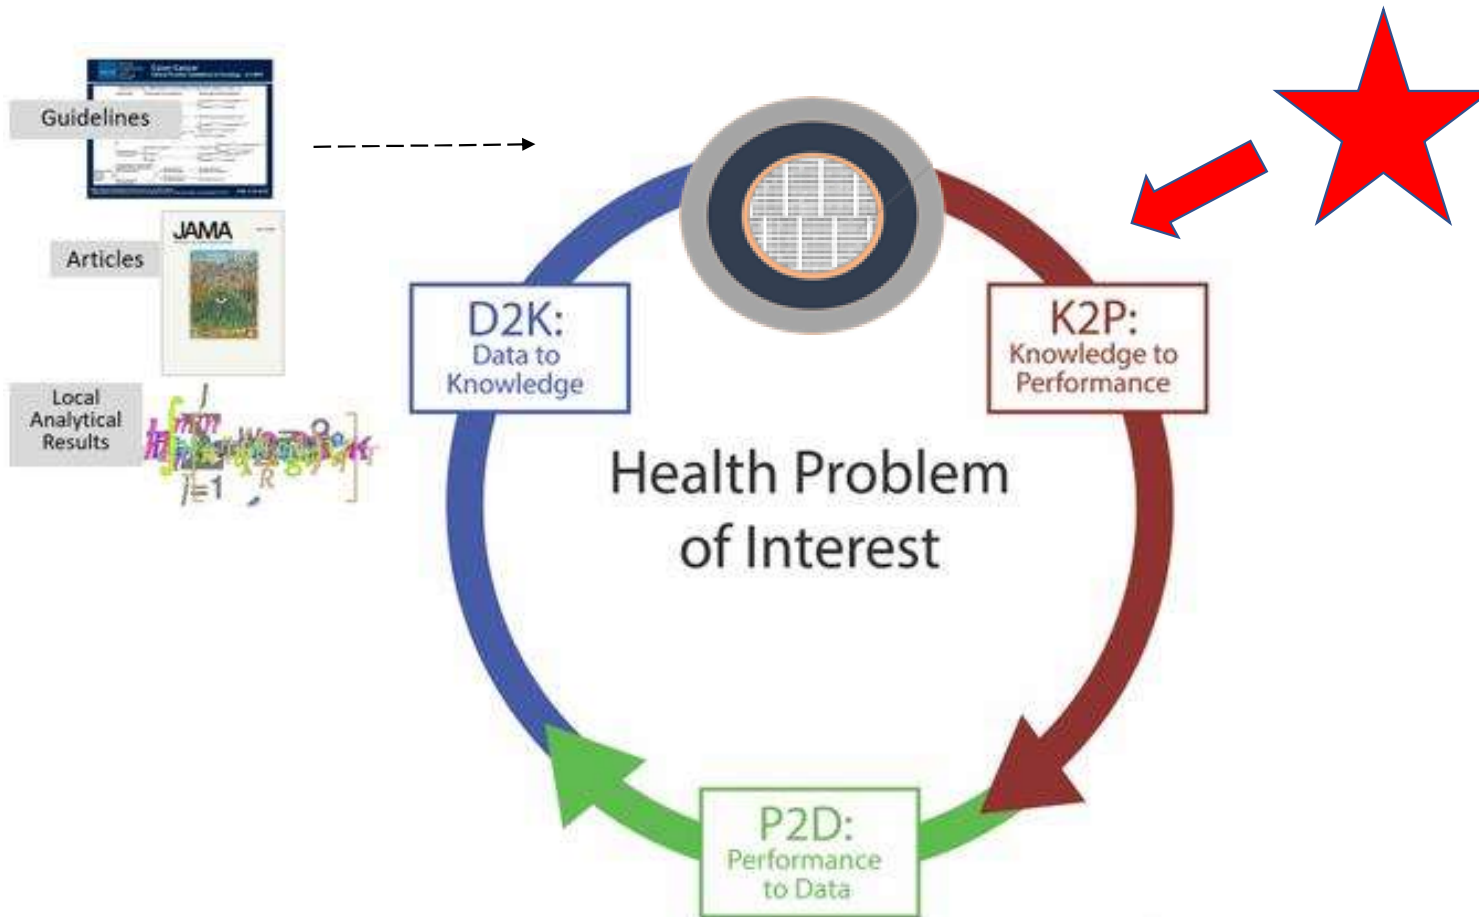 Guidelines
JAMA
Articles
Local
Analytical
Results
j=1
D2K:
Data to
Knowledge
K2P:
Knowledge to
Performance
Health Problem
of Interest
P2D:
Performance
to Data